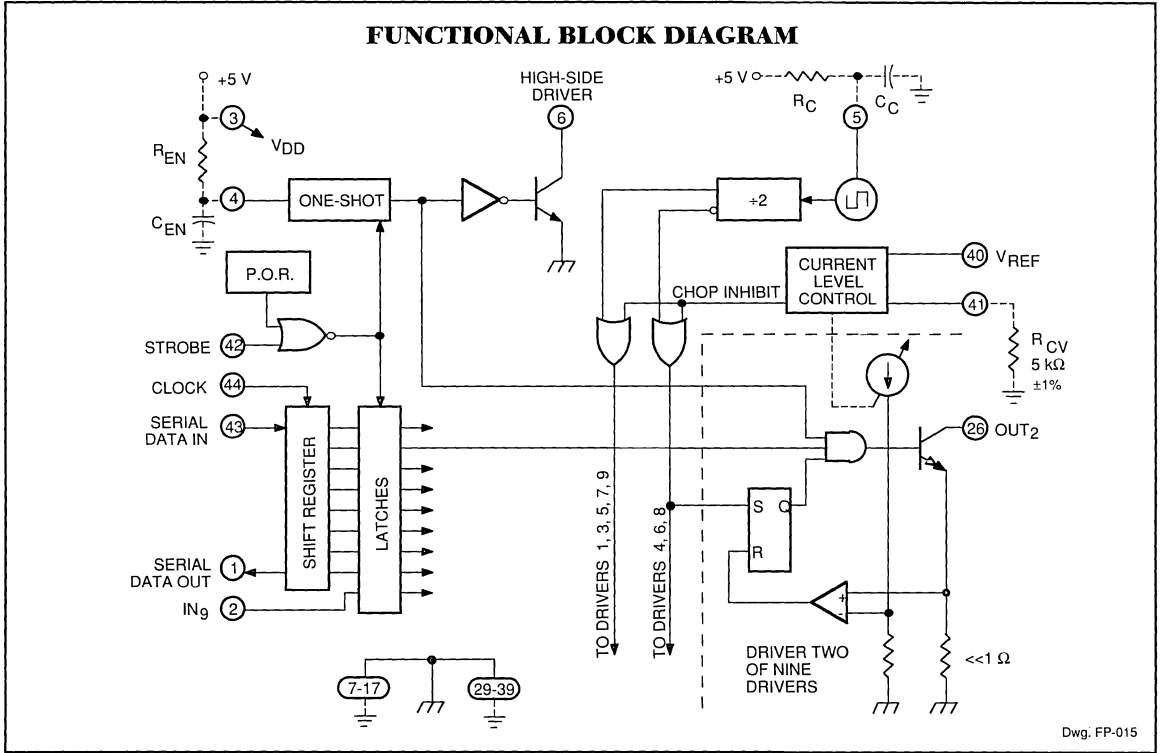 FUNCTIONAL BLOCK DIAGRAM
+5 V
3
VDD
REN
4
CEN
ONE-SHOT
HIGH-SIDE
DRIVER
6
+5 V
RC
CC
5
÷2
P.O.R.
CURRENT
LEVEL
CONTROL
40
VREF
41
CHOP INHIBIT
RCV
5 kΩ
±1%
STROBE
42
CLOCK
44
SERIAL
DATA IN
43
SHIFT REGISTER
LATCHES
SERIAL
DATA OUT
1
IN9
2
26
OUT2
TO DRIVERS 1, 3, 5, 7, 9
TO DRIVERS 4, 6, 8
S
Q
R
+
-
DRIVER TWO
OF NINE
DRIVERS
<<1 Ω
7-17
29-39
Dwg. FP-015